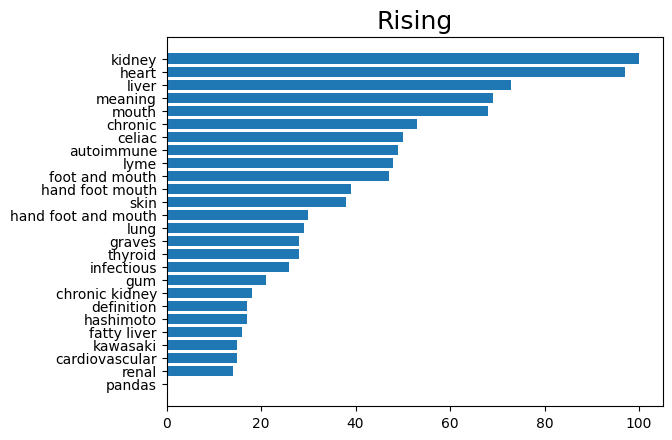 Rising
kidney
heart
liver
meaning
mouth
chronic
celiac
autoimmune
lyme
foot and mouth
hand foot mouth
skin
hand foot and mouth
lung
graves
thyroid
infectious
gum
chronic kidney
definition
hashimoto
fatty liver
kawasaki
cardiovascular
renal
pandas
0 20 40 60 80 100